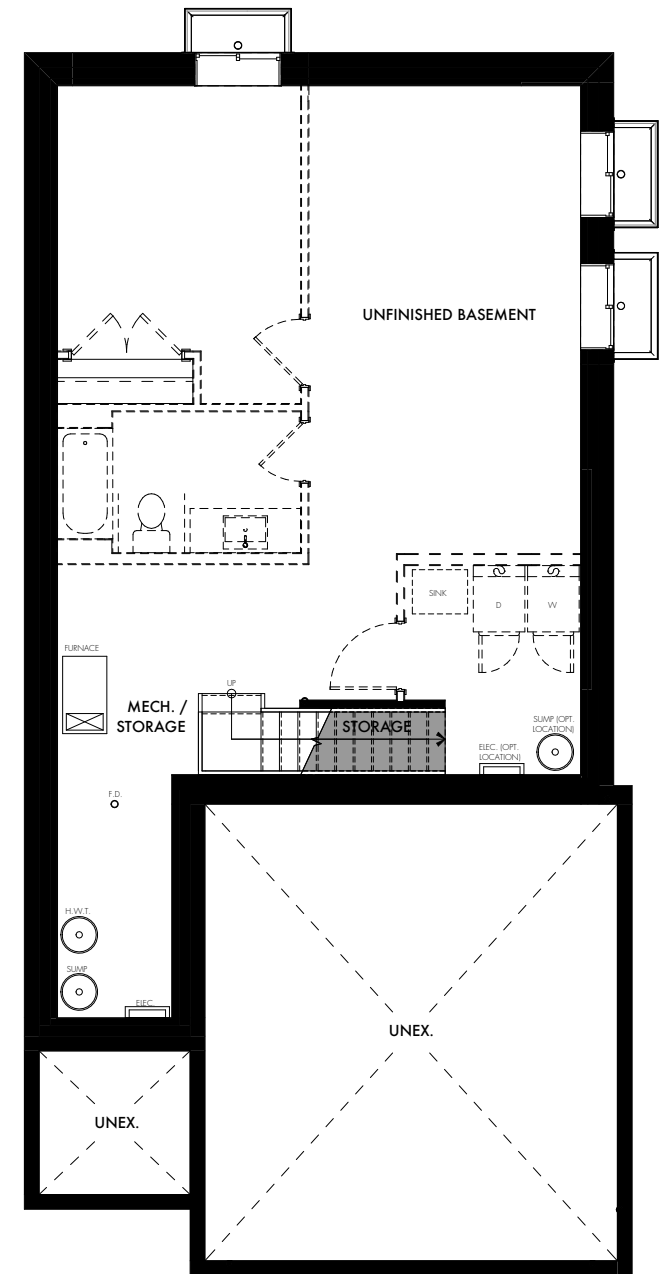 UNFINISHED BASEMENT
SINK
D
W
FURNACE
UP
MECH. /
STORAGE
STORAGE
SUMP (OPT.
LOCATION)
ELEC. (OPT.
LOCATION)
F.D.
H.W.T.
SUMP
ELEC.
UNEX.
UNEX.